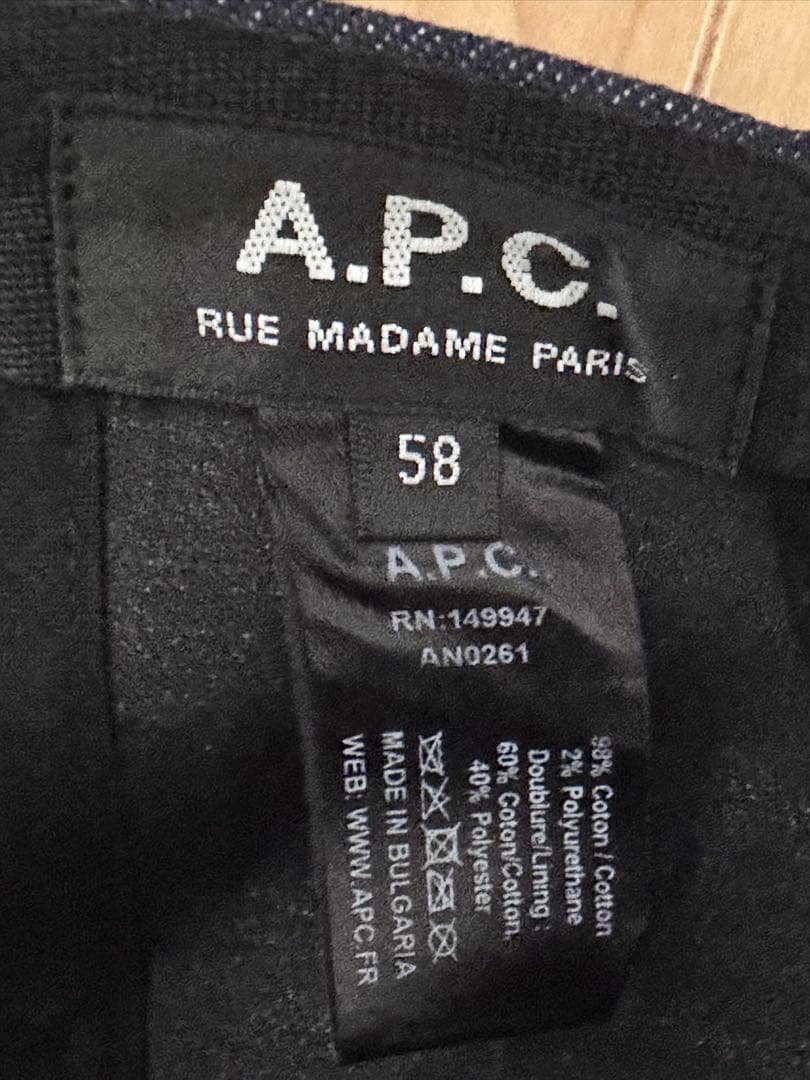 A.P.C.
RUE MADAME PARIS
58
A.P.C.
RN:149947
AN0261
98% Coton / Cotton
2% Polyurethane
Doublure/Lining :
60% Coton/Cotton,
40% Polyester
MADE IN BULGARIA
WEB: WWW.APC.FR